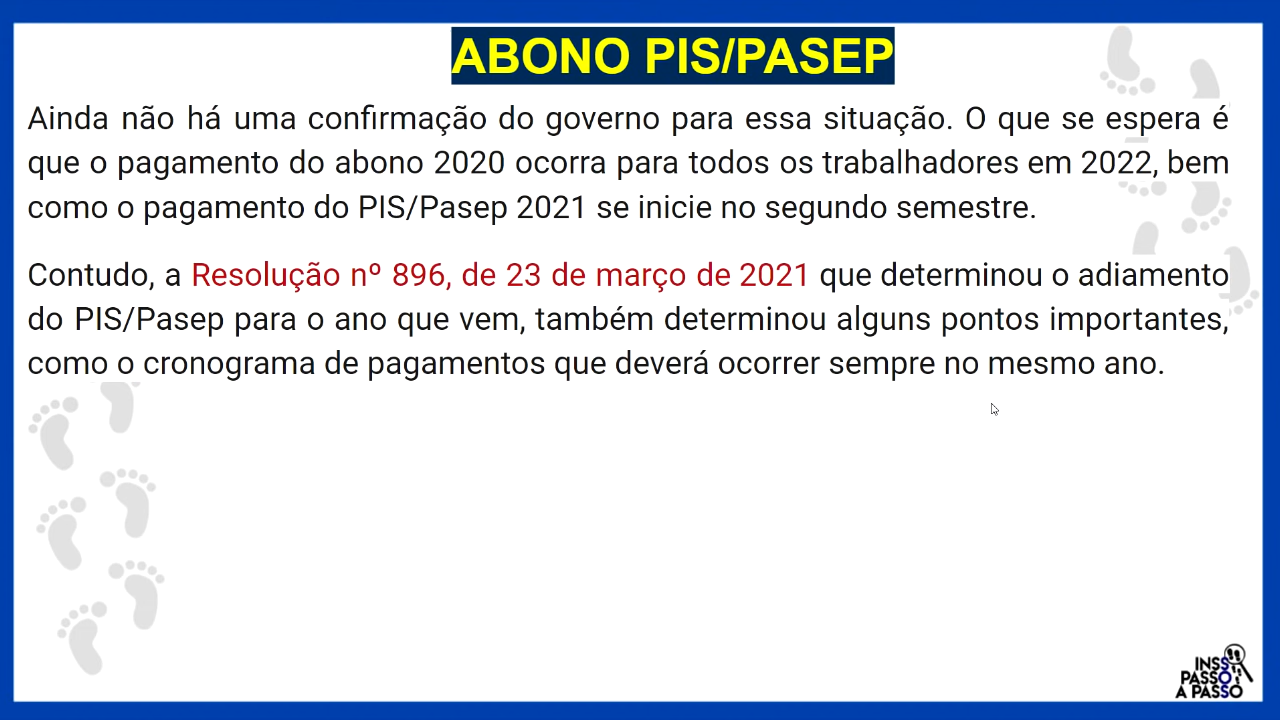 ABONO PIS/PASEP
Ainda não há uma confirmação do governo para essa situação. O que se espera é
que o pagamento do abono 2020 ocorra para todos os trabalhadores em 2022, bem
como o pagamento do PIS/Pasep 2021 se inicie no segundo semestre.
Contudo, a Resolução nº 896, de 23 de março de 2021 que determinou o adiamento
do PIS/Pasep para o ano que vem, também determinou alguns pontos importantes,
como o cronograma de pagamentos que deverá ocorrer sempre no mesmo ano.
INSS
PASSO
A PASSO